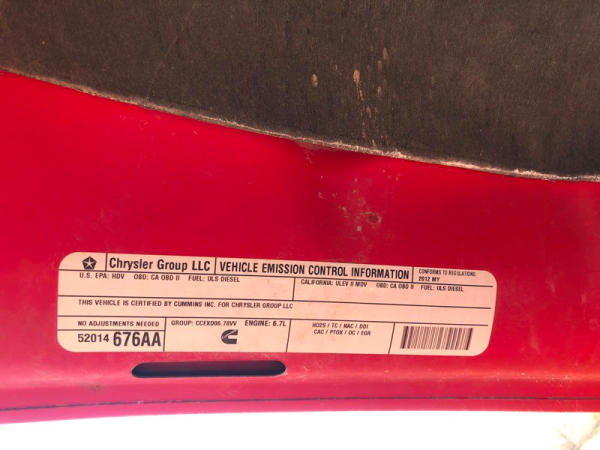 Chrysler Group LLC VEHICLE EMISSION CONTROL INFORMATION CONFORMS TO REGULATIONS:
2012 MY
U.S. EPA: HDV OBD: CA OBD II FUEL: ULS DIESEL
CALIFORNIA: ULEV II MDV OBD: CA OBD II FUEL: ULS DIESEL
THIS VEHICLE IS CERTIFIED BY CUMMINS INC. FOR CHRYSLER GROUP LLC
NO ADJUSTMENTS NEEDED
52014 676AA
GROUP: CCEX006.78VV ENGINE: 6.7L
HO2S / TC / NAC / DDI
CAC / PTOX / OC / EGR